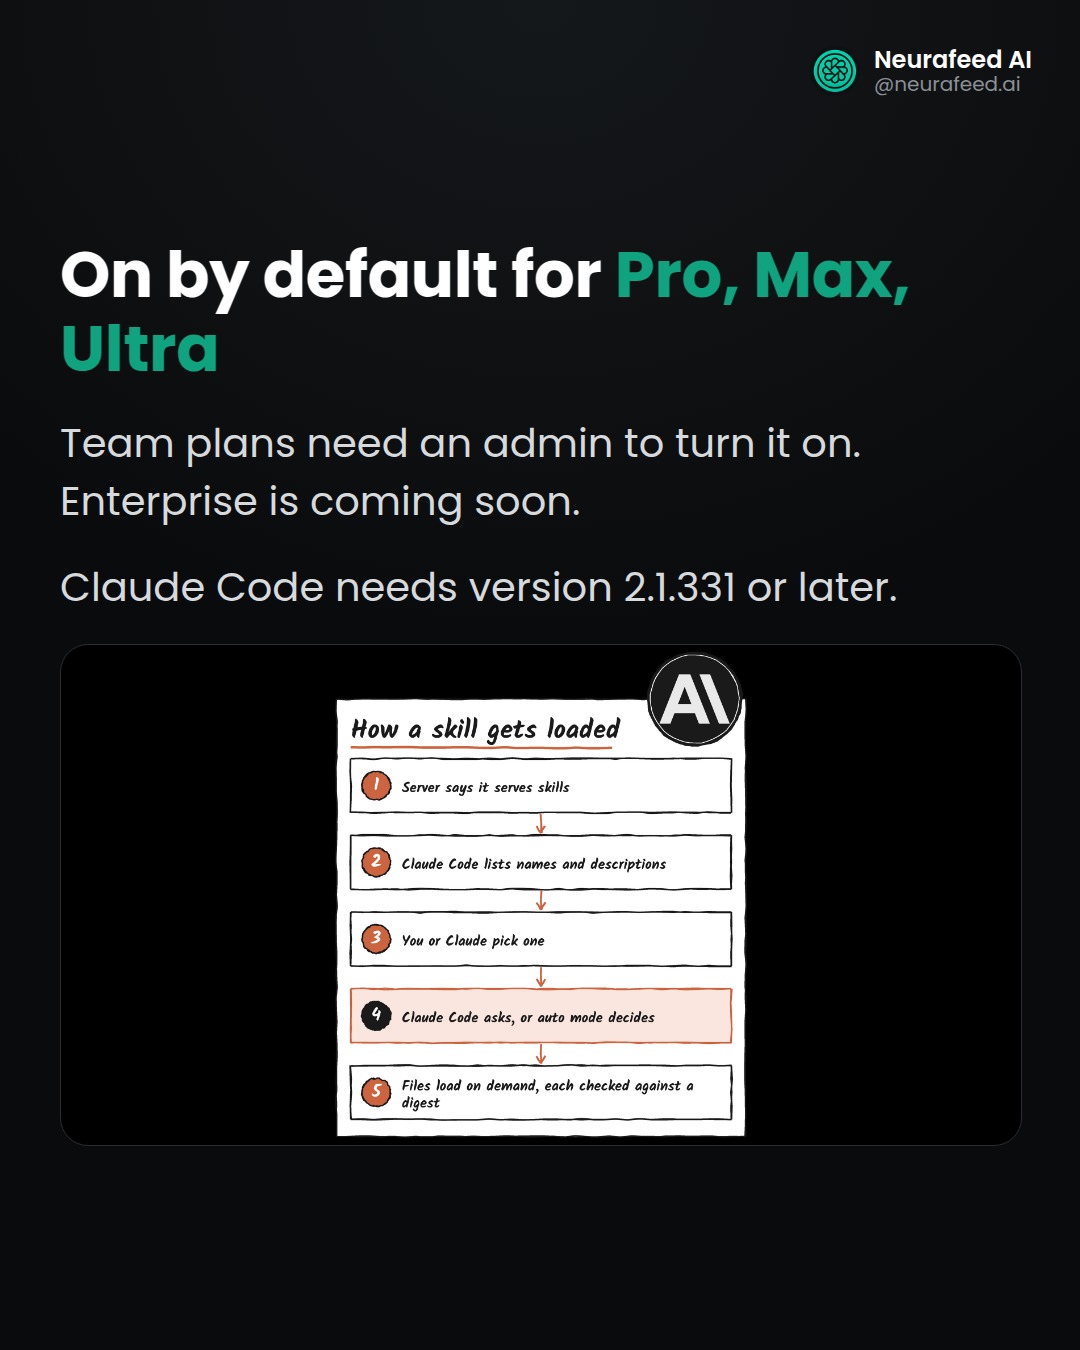 Neurafeed AI
@neurafeed.ai
On by default for Pro, Max,
Ultra
Team plans need an admin to turn it on.
Enterprise is coming soon.
Claude Code needs version 2.1.331 or later.
AI
How a skill gets loaded
1 Server says it serves skills
2 Claude Code lists names and descriptions
3 You or Claude pick one
4 Claude Code asks, or auto mode decides
5 Files load on demand, each checked against a
digest